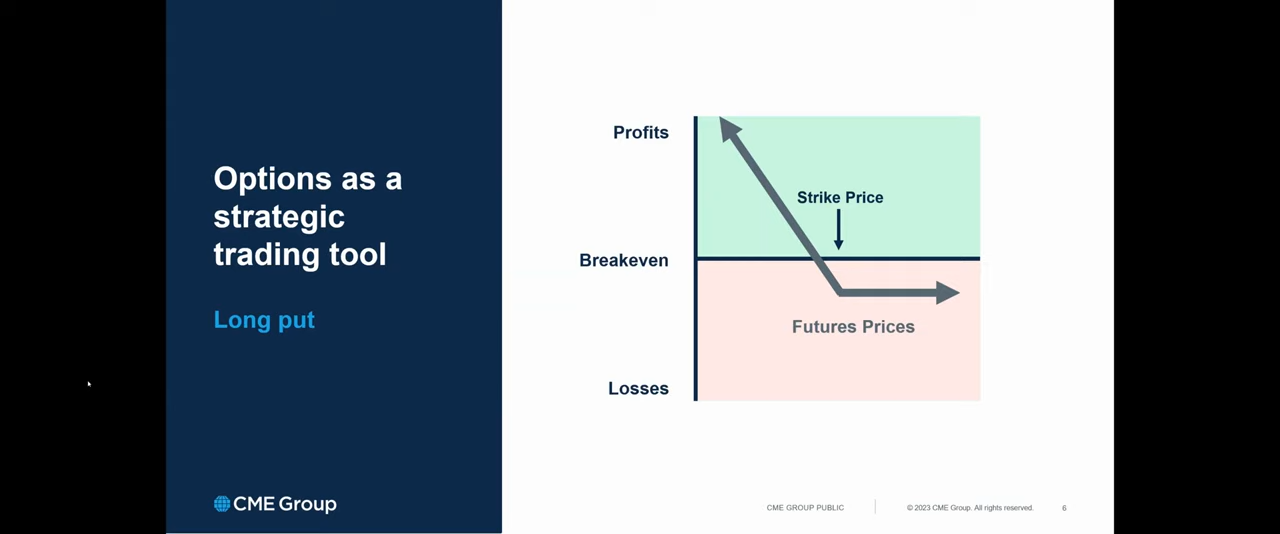 Options as a
strategic
trading tool
Long put
Profits
Strike Price
Breakeven
Futures Prices
Losses
CME Group
CME GROUP PUBLIC
© 2023 CME Group. All rights reserved.
6